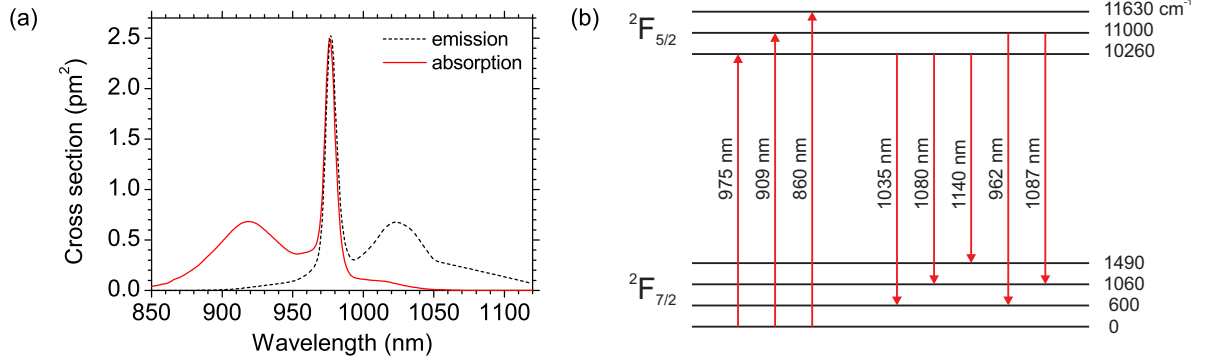 (a)
2.5
2.0
1.5
1.0
0.5
0.0
Cross section (pm²)
emission
absorption
850 900 950 1000 1050 1100
Wavelength (nm)
(b)
²F₅/₂
11630 cm⁻¹
11000
10260
975 nm
909 nm
860 nm
1035 nm
1080 nm
1140 nm
962 nm
1087 nm
²F₇/₂
1490
1060
600
0